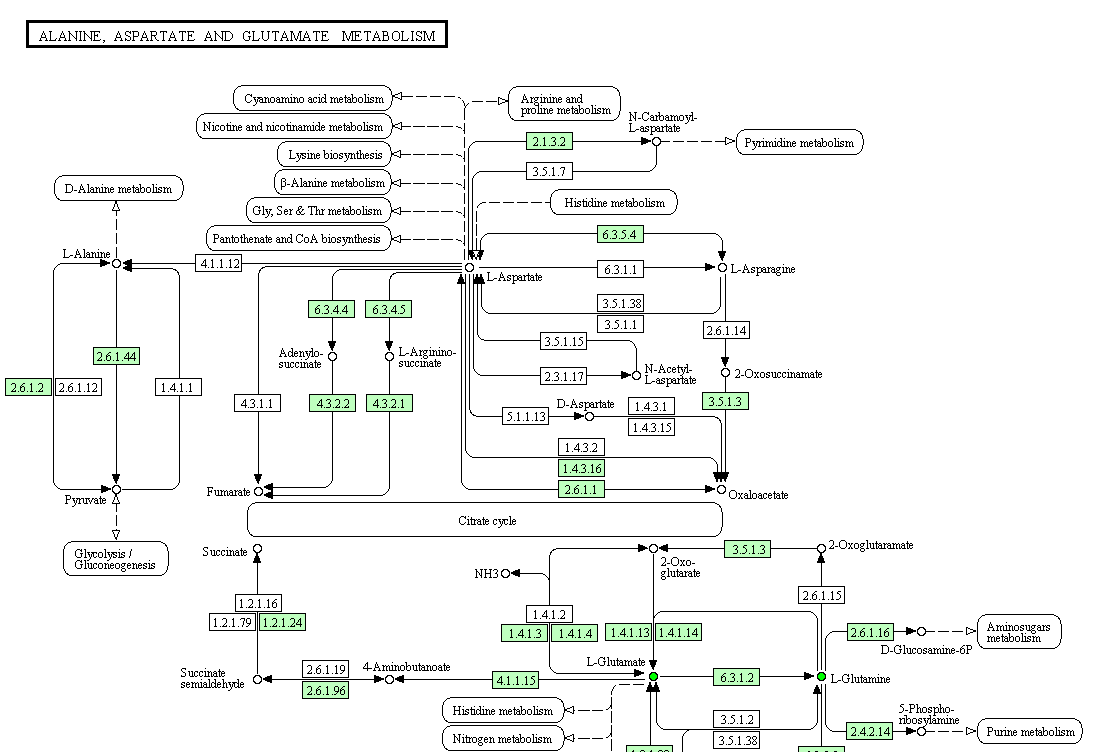 ALANINE, ASPARTATE AND GLUTAMATE METABOLISM
Cyanoamino acid metabolism
Arginine and
proline metabolism
Nicotine and nicotinamide metabolism
N-Carbamoyl-
L-aspartate
2.1.3.2
Pyrimidine metabolism
Lysine biosynthesis
3.5.1.7
β-Alanine metabolism
D-Alanine metabolism
Histidine metabolism
Gly, Ser & Thr metabolism
Pantothenate and CoA biosynthesis
6.3.5.4
L-Alanine
4.1.1.12
L-Aspartate
6.3.1.1
L-Asparagine
6.3.4.4
6.3.4.5
3.5.1.38
3.5.1.1
2.6.1.14
3.5.1.15
2.6.1.44
Adenylo-
succinate
L-Arginino-
succinate
2.3.1.17
N-Acetyl-
L-aspartate
2-Oxosuccinamate
2.6.1.2
2.6.1.12
1.4.1.1
4.3.1.1
4.3.2.2
4.3.2.1
D-Aspartate
5.1.1.13
1.4.3.1
1.4.3.15
3.5.1.3
1.4.3.2
1.4.3.16
2.6.1.1
Pyruvate
Fumarate
Oxaloacetate
Citrate cycle
Glycolysis /
Gluconeogenesis
Succinate
NH3
2-Oxo-
glutarate
3.5.1.3
2-Oxoglutaramate
1.2.1.16
1.2.1.79
1.2.1.24
1.4.1.2
1.4.1.3
1.4.1.4
1.4.1.13
1.4.1.14
2.6.1.15
2.6.1.16
D-Glucosamine-6P
Aminosugars
metabolism
Succinate
semialdehyde
2.6.1.19
2.6.1.96
4-Aminobutanoate
4.1.1.15
L-Glutamate
6.3.1.2
L-Glutamine
Histidine metabolism
Nitrogen metabolism
3.5.1.2
3.5.1.38
5-Phospho-
ribosylamine
2.4.2.14
Purine metabolism